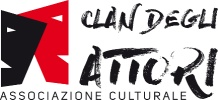 CLAN DEGLI
ATTORI
ASSOCIAZIONE CULTURALE